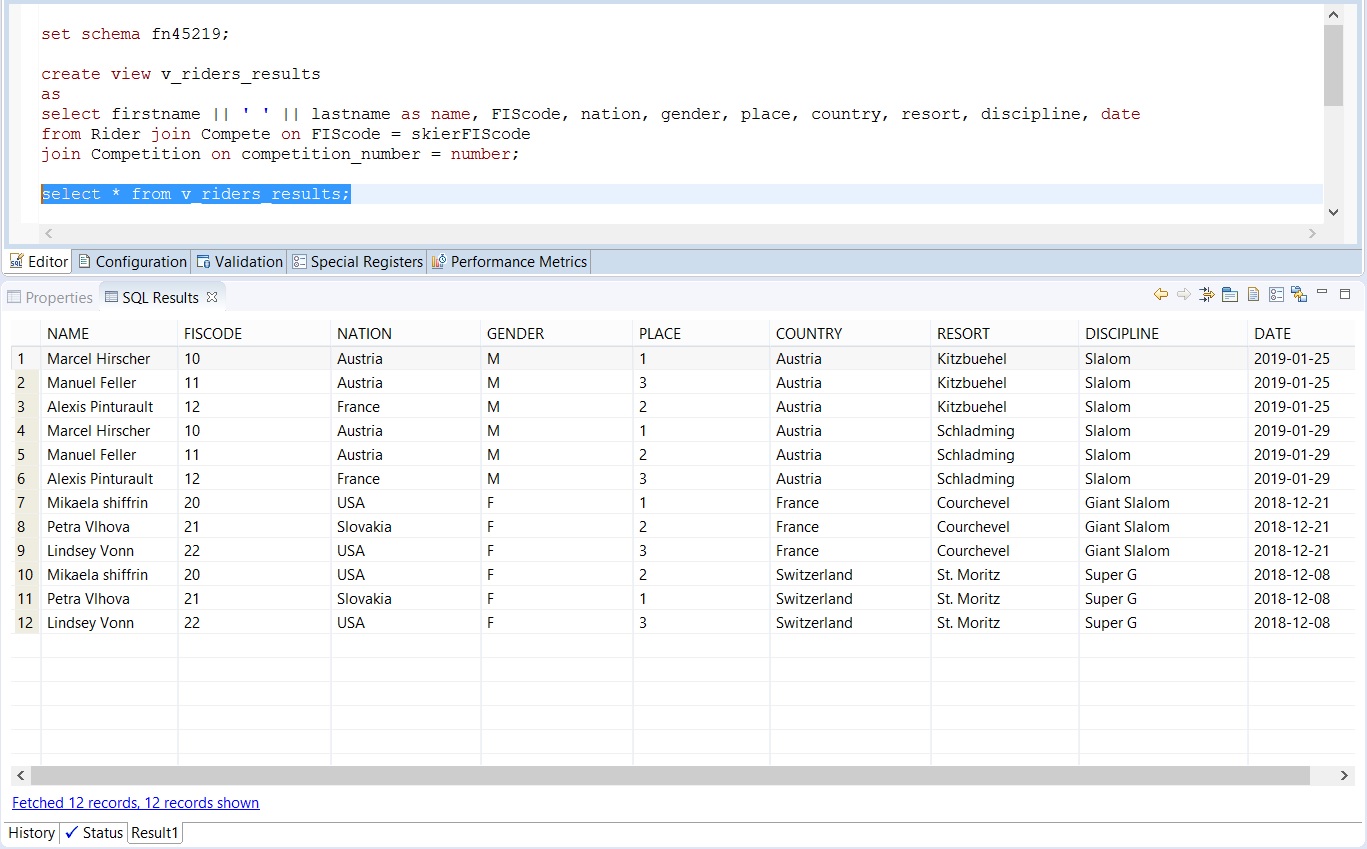 set schema fn45219;
create view v_riders_results
as
select firstname || ' ' || lastname as name, FIScode, nation, gender, place, country, resort, discipline, date
from Rider join Compete on FIScode = skierFIScode
join Competition on competition_number = number;
select * from v_riders_results;
Editor Configuration Validation Special Registers Performance Metrics
Properties SQL Results
NAME FISCODE NATION GENDER PLACE COUNTRY RESORT DISCIPLINE DATE
1 Marcel Hirscher 10 Austria M 1 Austria Kitzbuehel Slalom 2019-01-25
2 Manuel Feller 11 Austria M 3 Austria Kitzbuehel Slalom 2019-01-25
3 Alexis Pinturault 12 France M 2 Austria Kitzbuehel Slalom 2019-01-25
4 Marcel Hirscher 10 Austria M 1 Austria Schladming Slalom 2019-01-29
5 Manuel Feller 11 Austria M 2 Austria Schladming Slalom 2019-01-29
6 Alexis Pinturault 12 France M 3 Austria Schladming Slalom 2019-01-29
7 Mikaela shiffrin 20 USA F 1 France Courchevel Giant Slalom 2018-12-21
8 Petra Vlhova 21 Slovakia F 2 France Courchevel Giant Slalom 2018-12-21
9 Lindsey Vonn 22 USA F 3 France Courchevel Giant Slalom 2018-12-21
10 Mikaela shiffrin 20 USA F 2 Switzerland St. Moritz Super G 2018-12-08
11 Petra Vlhova 21 Slovakia F 1 Switzerland St. Moritz Super G 2018-12-08
12 Lindsey Vonn 22 USA F 3 Switzerland St. Moritz Super G 2018-12-08
Fetched 12 records, 12 records shown
History Status Result1